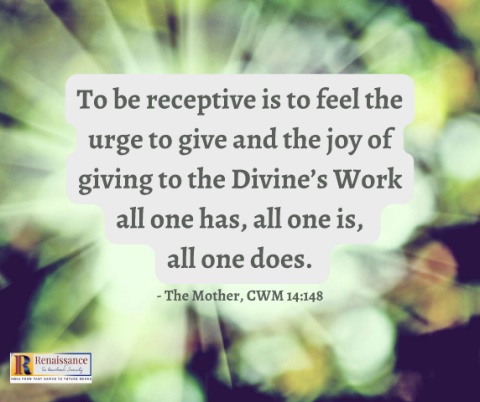 To be receptive is to feel the
urge to give and the joy of
giving to the Divine's Work
all one has, all one is,
all one does.
- The Mother, CWM 14:148
Renaissance